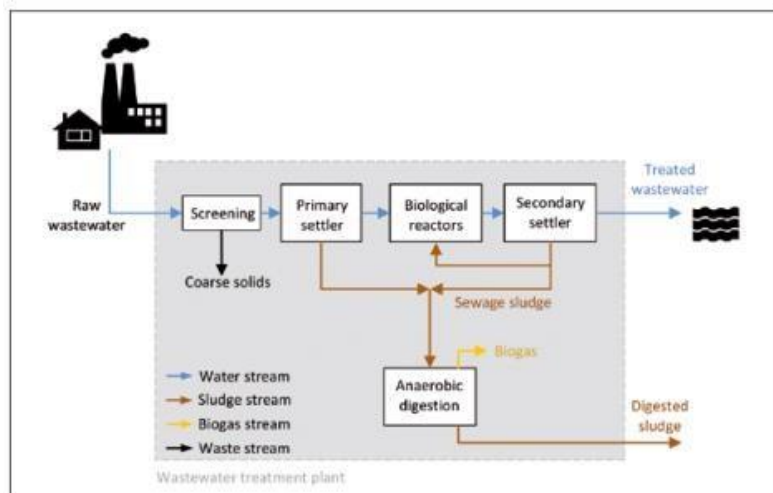 Treated
wastewater
Raw
wastewater
Screening
Primary
settler
Biological
reactors
Secondary
settler
Coarse solids
Sewage sludge
Biogas
Anaerobic
digestion
Water stream
Sludge stream
Biogas stream
Waste stream
Digested
sludge
Wastewater treatment plant